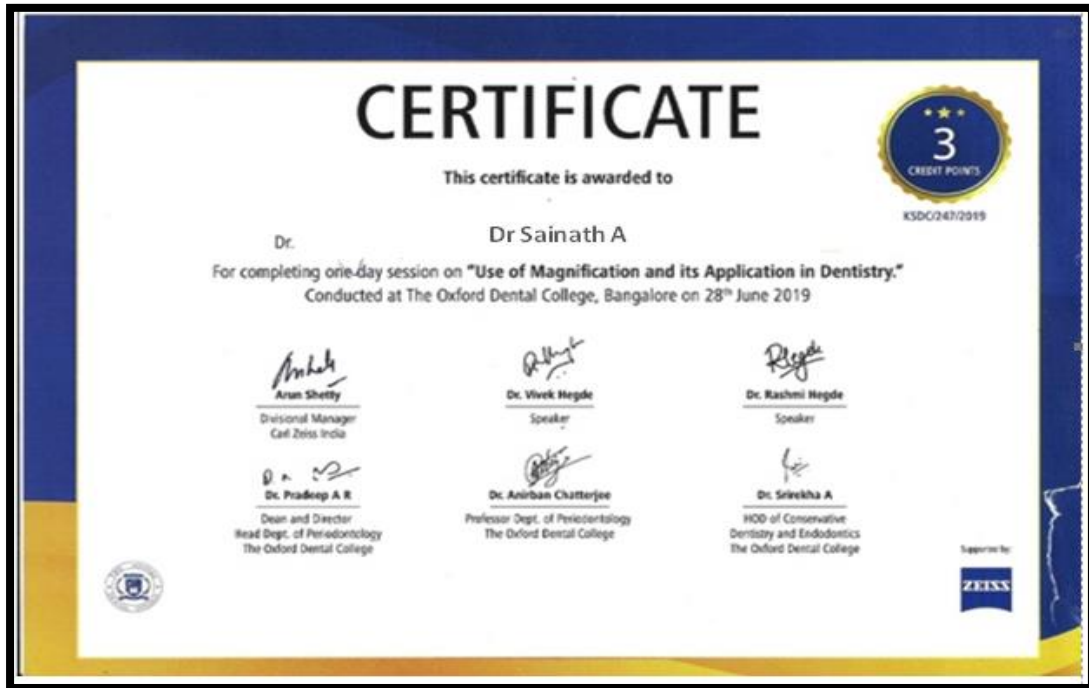 CERTIFICATE
This certificate is awarded to
3
CREDIT POINTS
KSDC/247/2019
Dr. Dr Sainath A
For completing one-day session on "Use of Magnification and its Application in Dentistry."
Conducted at The Oxford Dental College, Bangalore on 28th June 2019
Arun Shetty
Divisional Manager
Carl Zeiss India
Dr. Vivek Hegde
Speaker
Dr. Rashmi Hegde
Speaker
Dr. Pradeep A R
Dean and Director
Head Dept. of Periodontology
The Oxford Dental College
Dr. Anirban Chatterjee
Professor Dept. of Periodontology
The Oxford Dental College
Dr. Srirekha A
HOD of Conservative
Dentistry and Endodontics
The Oxford Dental College
Supported by:
ZEISS